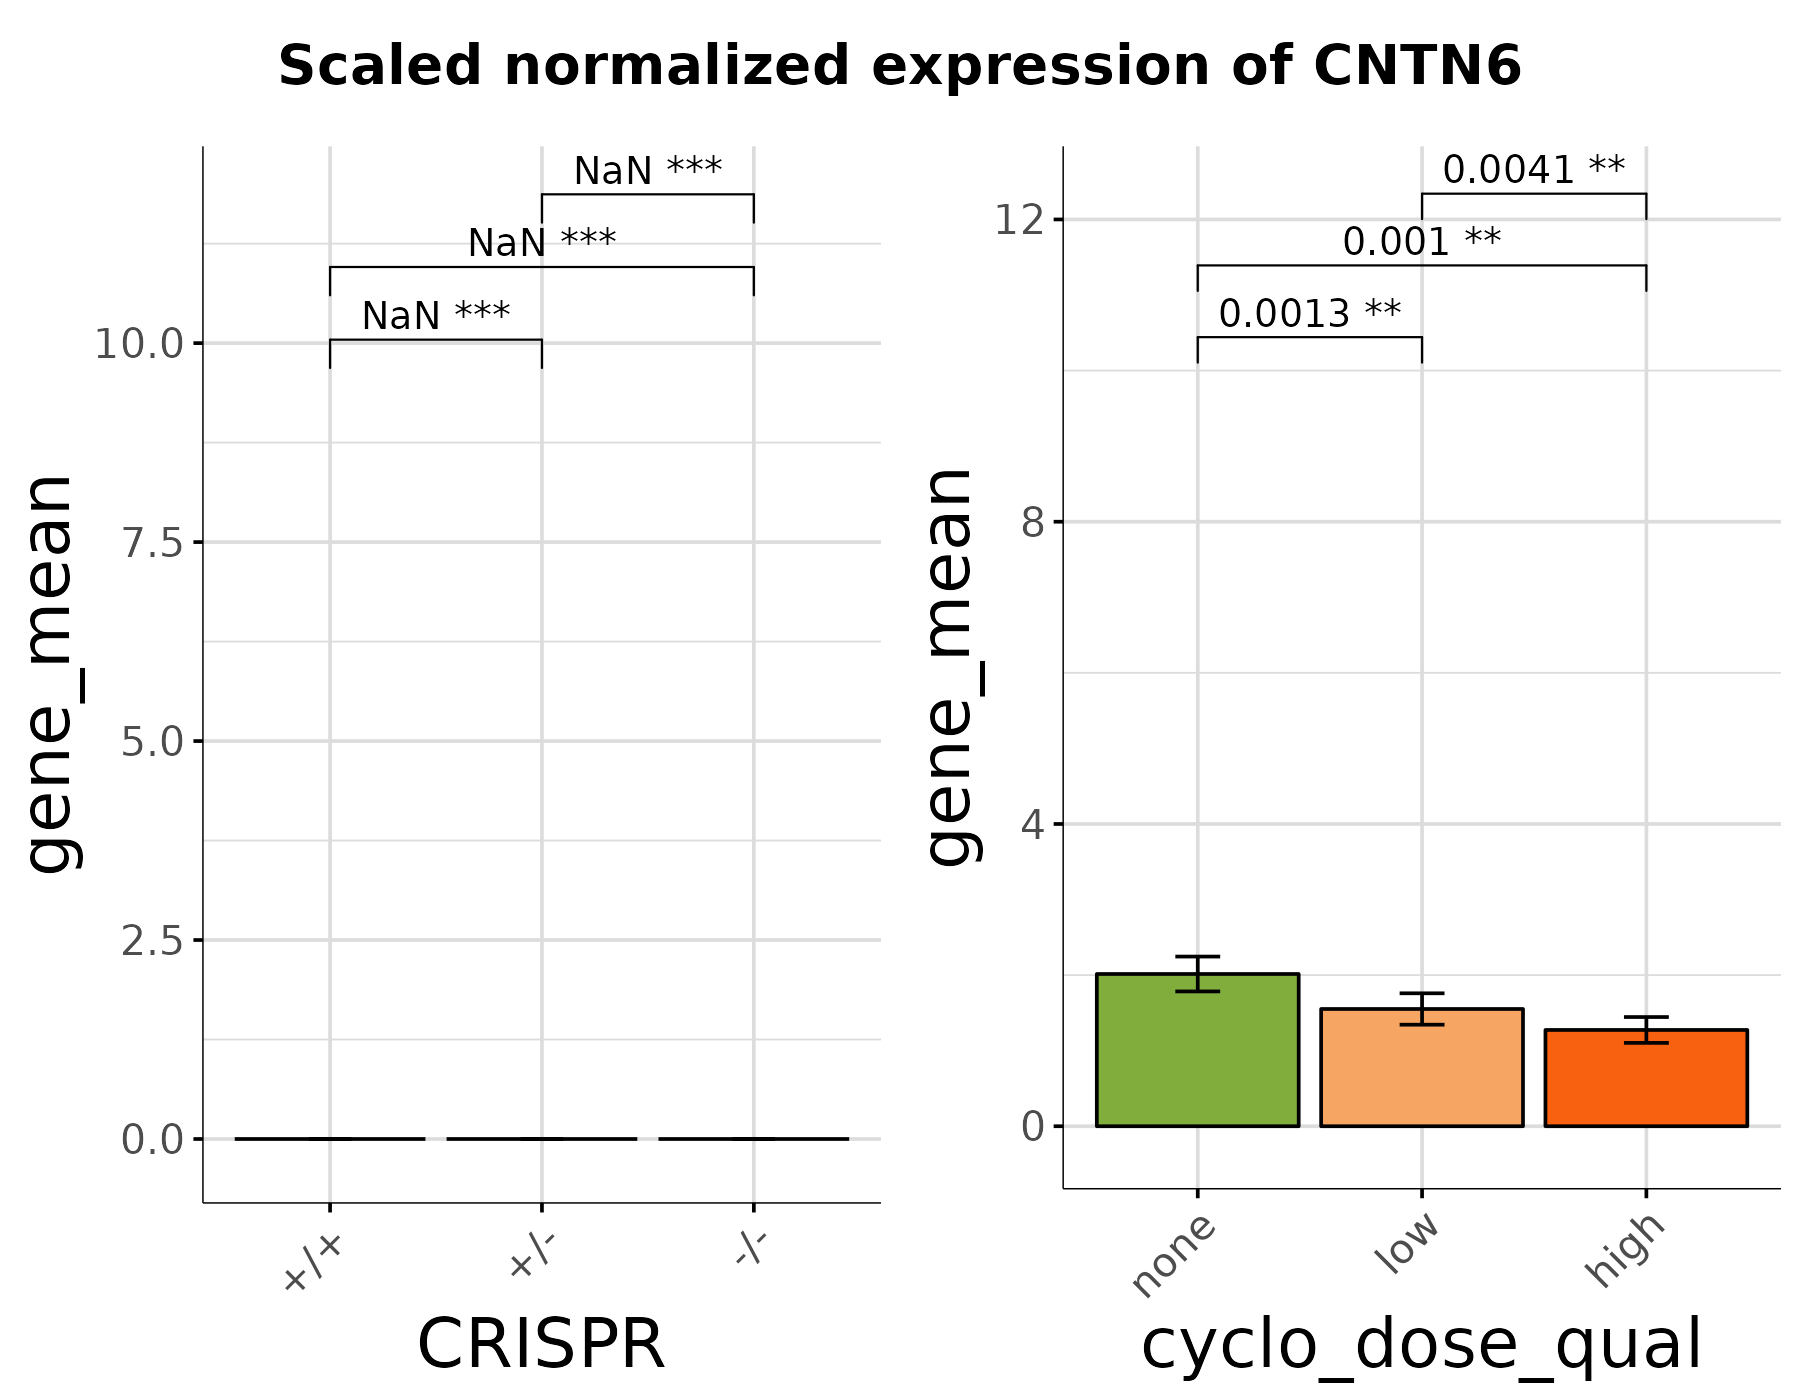 Scaled normalized expression of CNTN6
gene_mean
10.0
7.5
5.0
2.5
0.0
NaN ***
NaN ***
NaN ***
+/+
+/-
-/-
CRISPR
gene_mean
12
8
4
0
0.0041 **
0.001 **
0.0013 **
none
low
high
cyclo_dose_qual